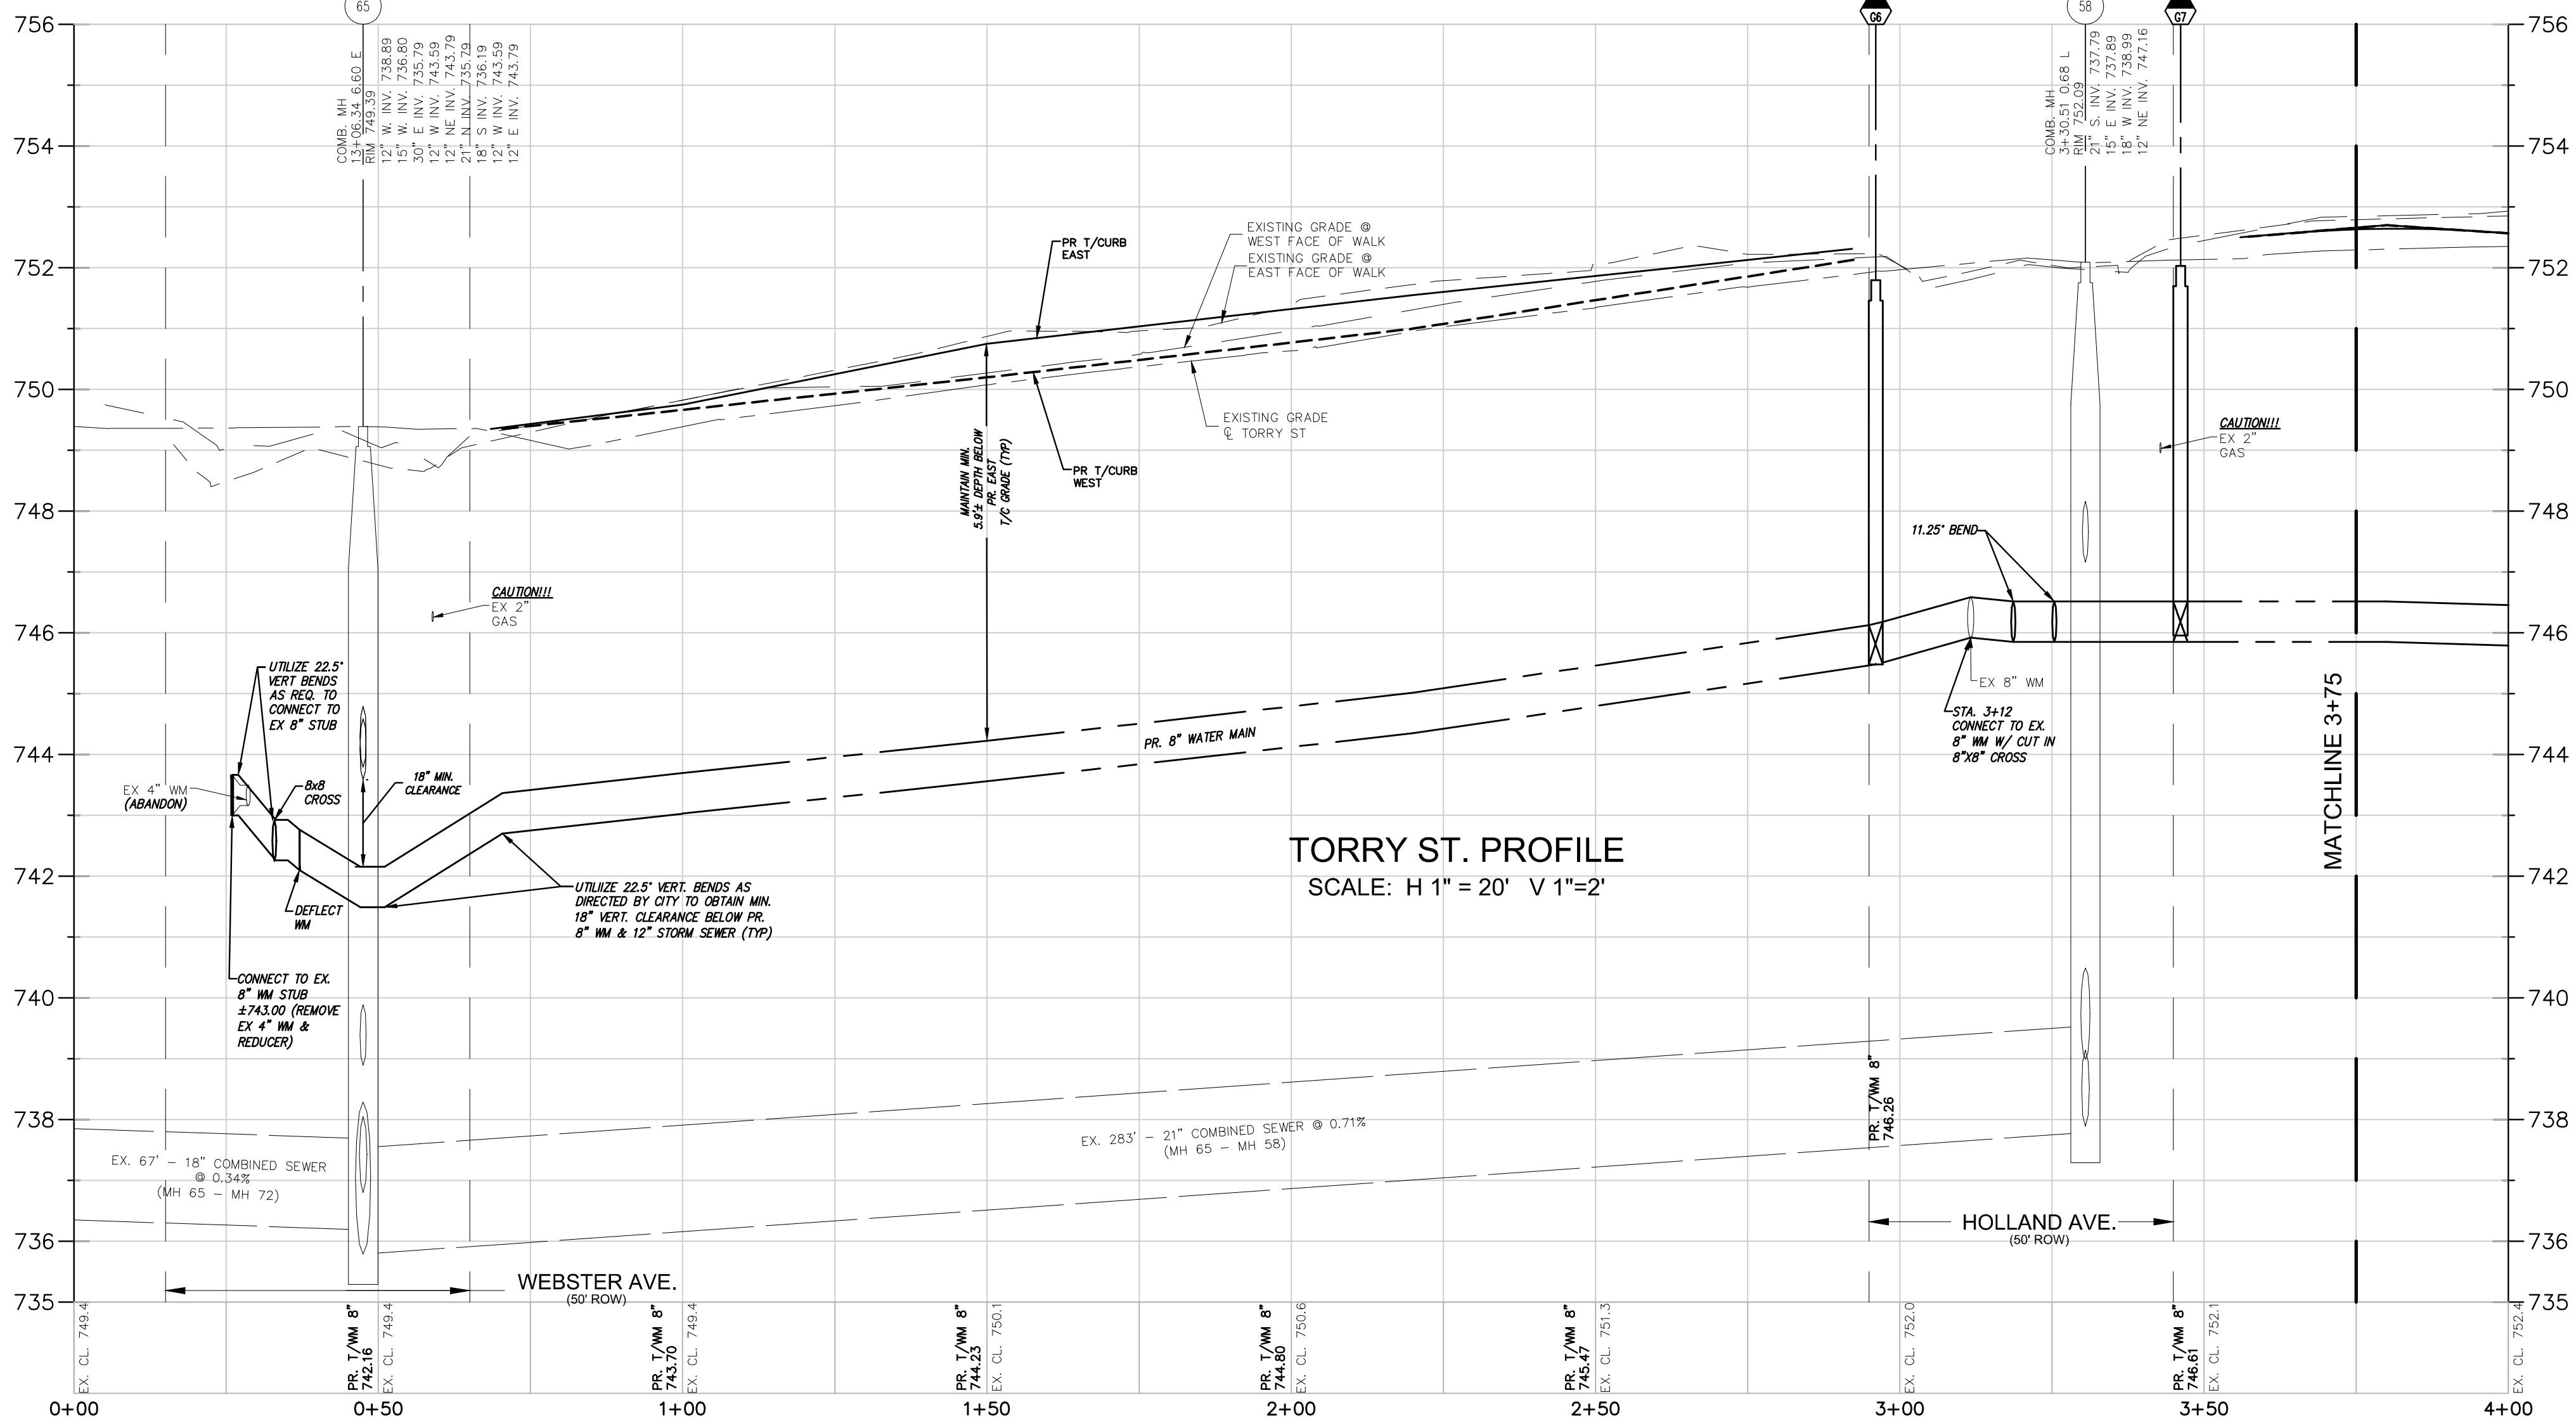 65
COMB. MH
13+06.34 6.60 E
RIM 749.39
12" W. INV. 738.89
15" W. INV. 736.80
30" E INV. 735.79
12" W INV. 743.59
12" NE INV. 743.79
21" N INV. 735.79
18" S INV. 736.19
12" W INV. 743.59
12" E INV. 743.79
G6
58
COMB. MH
3+30.51 0.68 L
RIM 752.09
21" S. INV. 737.79
15" E INV. 737.89
18" W INV. 738.99
12" NE INV. 747.16
G7
756
754
752
750
748
746
744
742
740
738
736
735
756
754
752
750
748
746
744
742
740
738
736
735
PR T/CURB
EAST
EXISTING GRADE @
WEST FACE OF WALK
EXISTING GRADE @
EAST FACE OF WALK
EXISTING GRADE
℄ TORRY ST
PR T/CURB
WEST
MAINTAIN MIN.
5.9'± DEPTH BELOW
PR. EAST
T/C GRADE (TYP)
CAUTION!!!
EX 2"
GAS
CAUTION!!!
EX 2"
GAS
11.25° BEND
UTILIZE 22.5°
VERT BENDS
AS REQ. TO
CONNECT TO
EX 8" STUB
EX 4" WM
(ABANDON)
8x8
CROSS
18" MIN.
CLEARANCE
DEFLECT
WM
CONNECT TO EX.
8" WM STUB
±743.00 (REMOVE
EX 4" WM &
REDUCER)
UTILIIZE 22.5° VERT. BENDS AS
DIRECTED BY CITY TO OBTAIN MIN.
18" VERT. CLEARANCE BELOW PR.
8" WM & 12" STORM SEWER (TYP)
PR. 8" WATER MAIN
EX 8" WM
STA. 3+12
CONNECT TO EX.
8" WM W/ CUT IN
8"X8" CROSS
MATCHLINE 3+75
TORRY ST. PROFILE
SCALE: H 1" = 20' V 1"=2'
EX. 67' - 18" COMBINED SEWER
@ 0.34%
(MH 65 - MH 72)
EX. 283' - 21" COMBINED SEWER @ 0.71%
(MH 65 - MH 58)
PR. T/WM 8"
746.26
HOLLAND AVE.
(50' ROW)
WEBSTER AVE.
(50' ROW)
EX. CL. 749.4
PR. T/WM 8"
742.16
EX. CL. 749.4
PR. T/WM 8"
743.70
EX. CL. 749.4
PR. T/WM 8"
744.23
EX. CL. 750.1
PR. T/WM 8"
744.80
EX. CL. 750.6
PR. T/WM 8"
745.47
EX. CL. 751.3
EX. CL. 752.0
PR. T/WM 8"
746.61
EX. CL. 752.1
EX. CL. 752.4
0+00
0+50
1+00
1+50
2+00
2+50
3+00
3+50
4+00